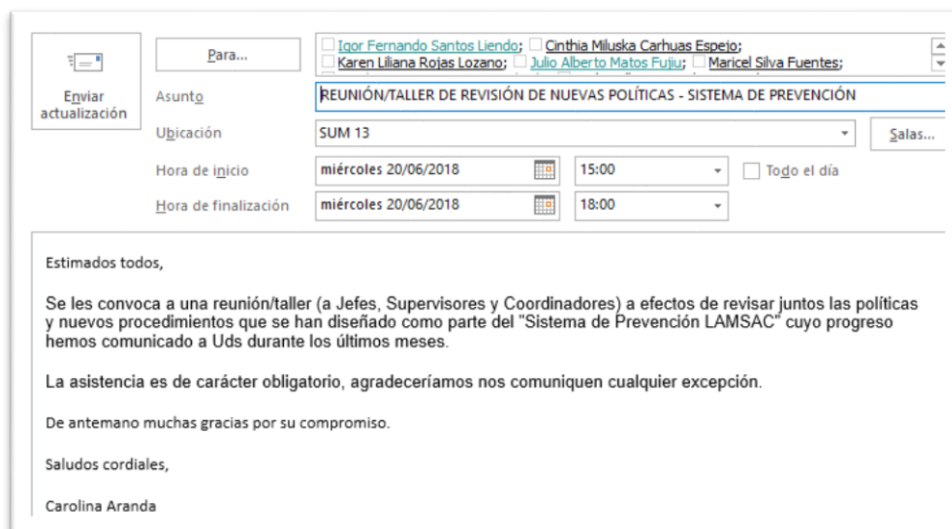 Para...
Igor Fernando Santos Liendo; Cinthia Miluska Carhuas Espejo;
Karen Liliana Rojas Lozano; Julio Alberto Matos Fujiu; Maricel Silva Fuentes;
Enviar
actualización
Asunto
REUNIÓN/TALLER DE REVISIÓN DE NUEVAS POLÍTICAS - SISTEMA DE PREVENCIÓN
Ubicación
SUM 13
Salas...
Hora de inicio
miércoles 20/06/2018
15:00
Todo el día
Hora de finalización
miércoles 20/06/2018
18:00
Estimados todos,
Se les convoca a una reunión/taller (a Jefes, Supervisores y Coordinadores) a efectos de revisar juntos las políticas
y nuevos procedimientos que se han diseñado como parte del "Sistema de Prevención LAMSAC" cuyo progreso
hemos comunicado a Uds durante los últimos meses.
La asistencia es de carácter obligatorio, agradeceríamos nos comuniquen cualquier excepción.
De antemano muchas gracias por su compromiso.
Saludos cordiales,
Carolina Aranda